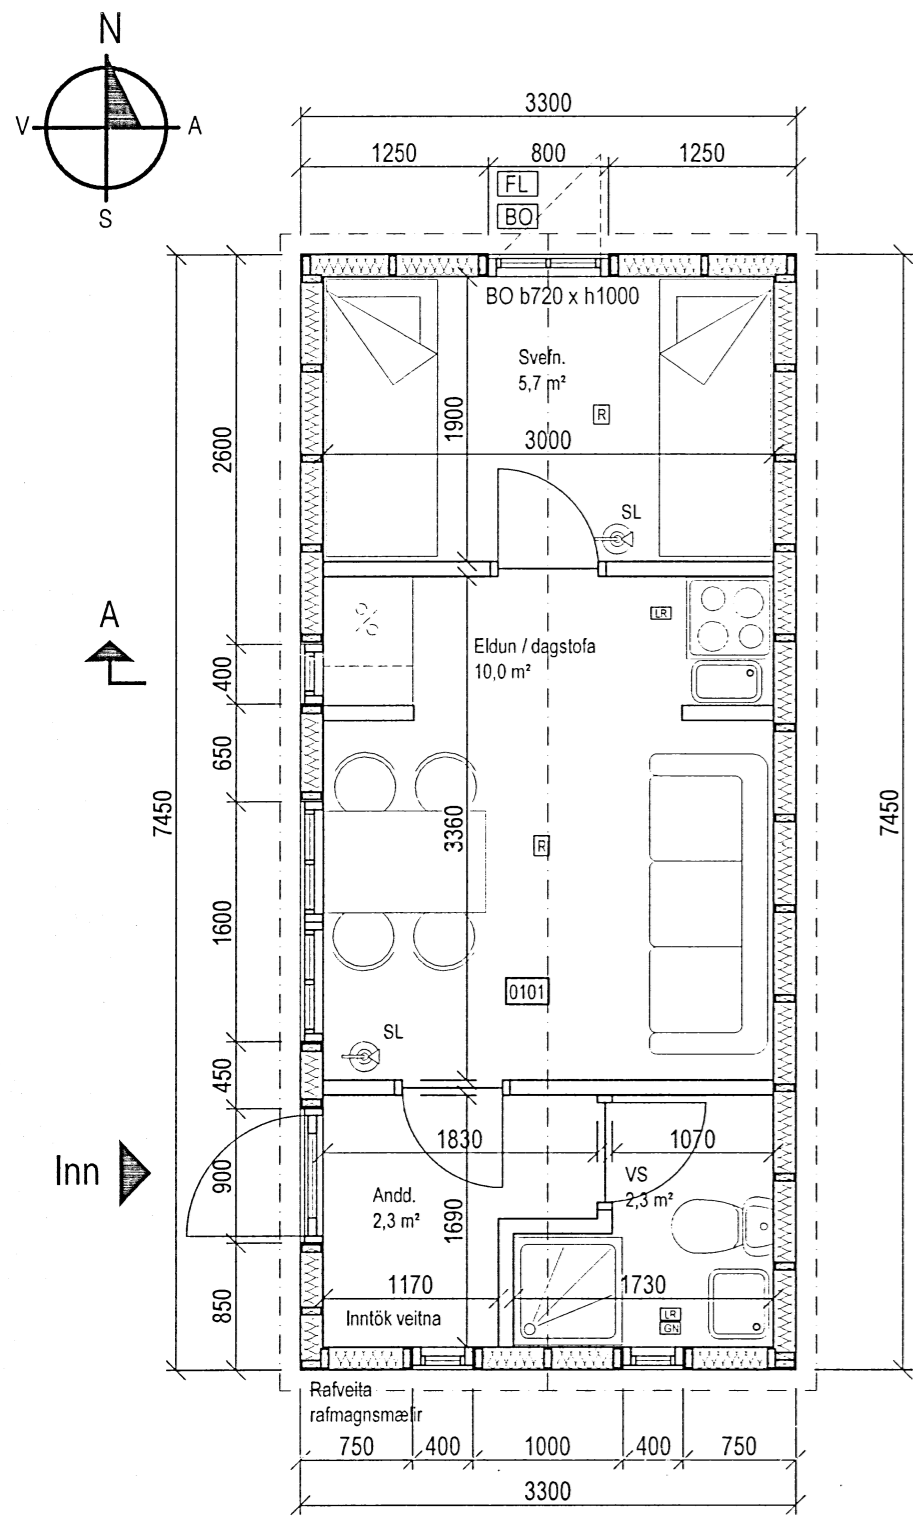 N
V
A
S
3300
1250
800
1250
FL
BO
BO b720 x h1000
Svefn.
5,7 m²
R
1900
3000
2600
SL
A
%
LR
Eldun / dagstofa
10,0 m²
400
650
7450
7450
3360
R
1600
0101
SL
450
1830
1070
Inn
900
VS
2,3 m²
Andd.
2,3 m²
1690
1170
1730
850
Inntök veitna
LR
GN
Rafveita
rafmagnsmælir
750
400
1000
400
750
3300